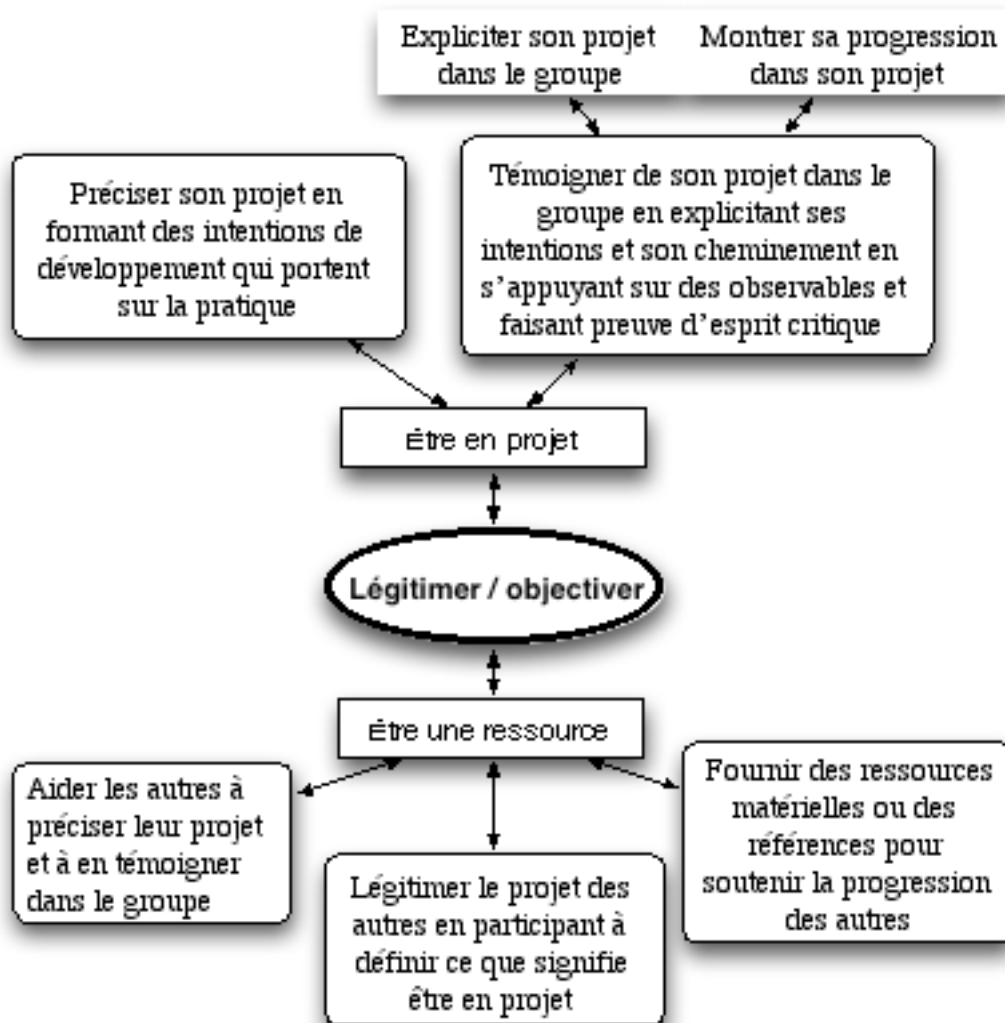 Expliciter son projet
dans le groupe
Montrer sa progression
dans son projet
Préciser son projet en
formant des intentions de
développement qui portent
sur la pratique
Témoigner de son projet dans le
groupe en explicitant ses
intentions et son cheminement en
s'appuyant sur des observables et
faisant preuve d'esprit critique
Être en projet
Légitimer / objectiver
Être une ressource
Aider les autres à
préciser leur projet
et à en témoigner
dans le groupe
Légitimer le projet des
autres en participant à
définir ce que signifie
être en projet
Fournir des ressources
matérielles ou des
références pour
soutenir la progression
des autres